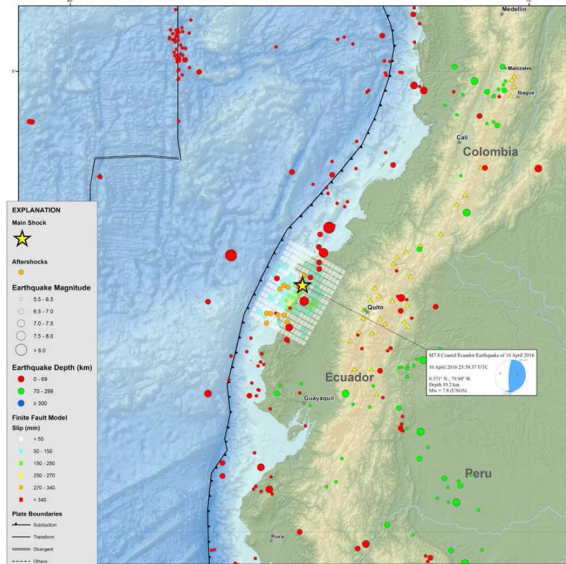 Medellin
Manizales
Ibague
Cali
Colombia
EXPLANATION
Main Shock
Aftershocks
Earthquake Magnitude
5.5 - 6.5
6.5 - 7.0
7.0 - 7.5
7.5 - 8.0
> 8.0
Earthquake Depth (km)
0 - 69
70 - 299
≥ 300
Finite Fault Model
Slip (mm)
< 50
50 - 150
150 - 250
250 - 270
270 - 340
> 340
Plate Boundaries
Subduction
Transform
Divergent
Others
Quito
M7.8 Coastal Ecuador Earthquake of 16 April 2016
16 April 2016 23:58:37 UTC
Depth 19.2 km
Mw = 7.8 (USGS)
Ecuador
Guayaquil
Peru
Piura